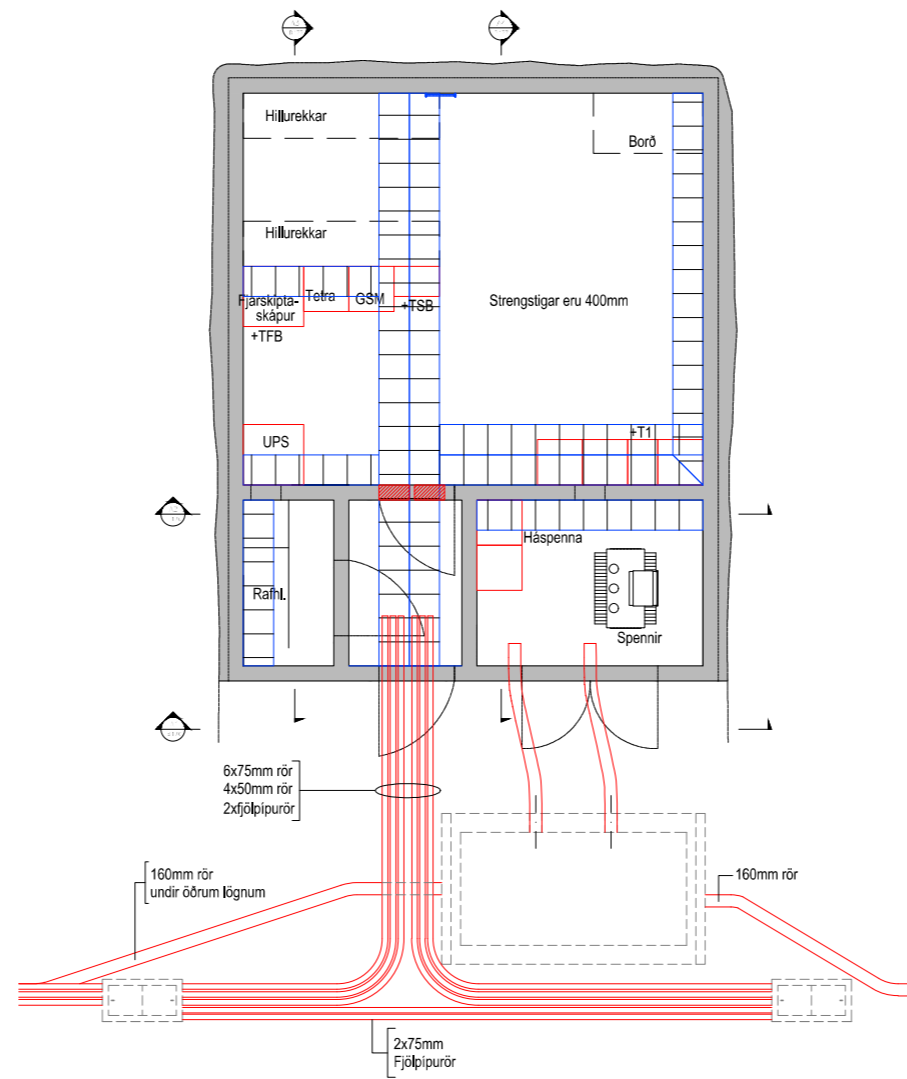 Hillurekkar
Borð
Hillurekkar
Fjarskipta-
skápur
Tetra
GSM
+TSB
Strengstigar eru 400mm
+TFB
UPS
+T1
Háspenna
Rafhl.
Spennir
6x75mm rör
4x50mm rör
2xfjölpípurör
160mm rör
undir öðrum lögnum
160mm rör
2x75mm
Fjölpípurör